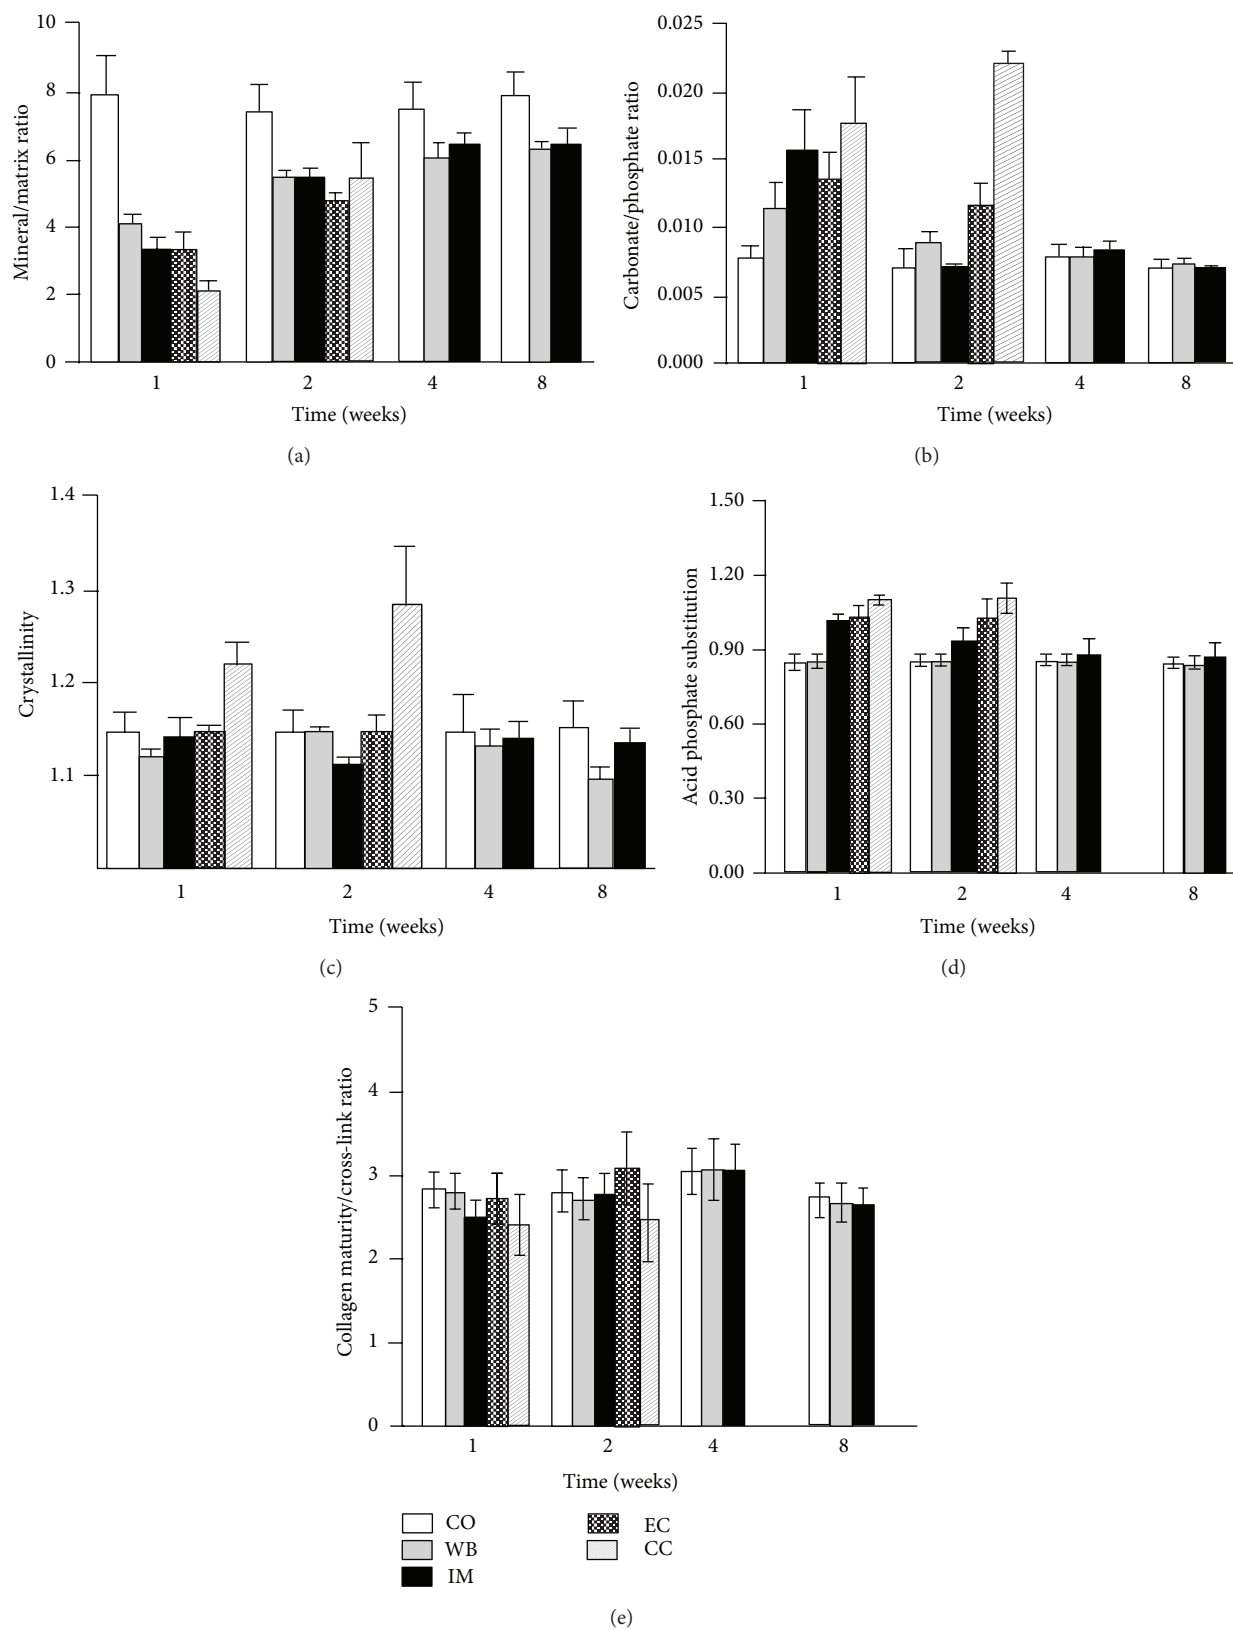 10
8
6
4
2
0
Mineral/matrix ratio
1 2 4 8
Time (weeks)
(a)
0.025
0.020
0.015
0.010
0.005
0.000
Carbonate/phosphate ratio
1 2 4 8
Time (weeks)
(b)
1.4
1.3
1.2
1.1
Crystallinity
1 2 4 8
Time (weeks)
(c)
1.50
1.20
0.90
0.60
0.30
0.00
Acid phosphate substitution
1 2 4 8
Time (weeks)
(d)
5
4
3
2
1
0
Collagen maturity/cross-link ratio
1 2 4 8
Time (weeks)
CO
WB
IM
EC
CC
(e)